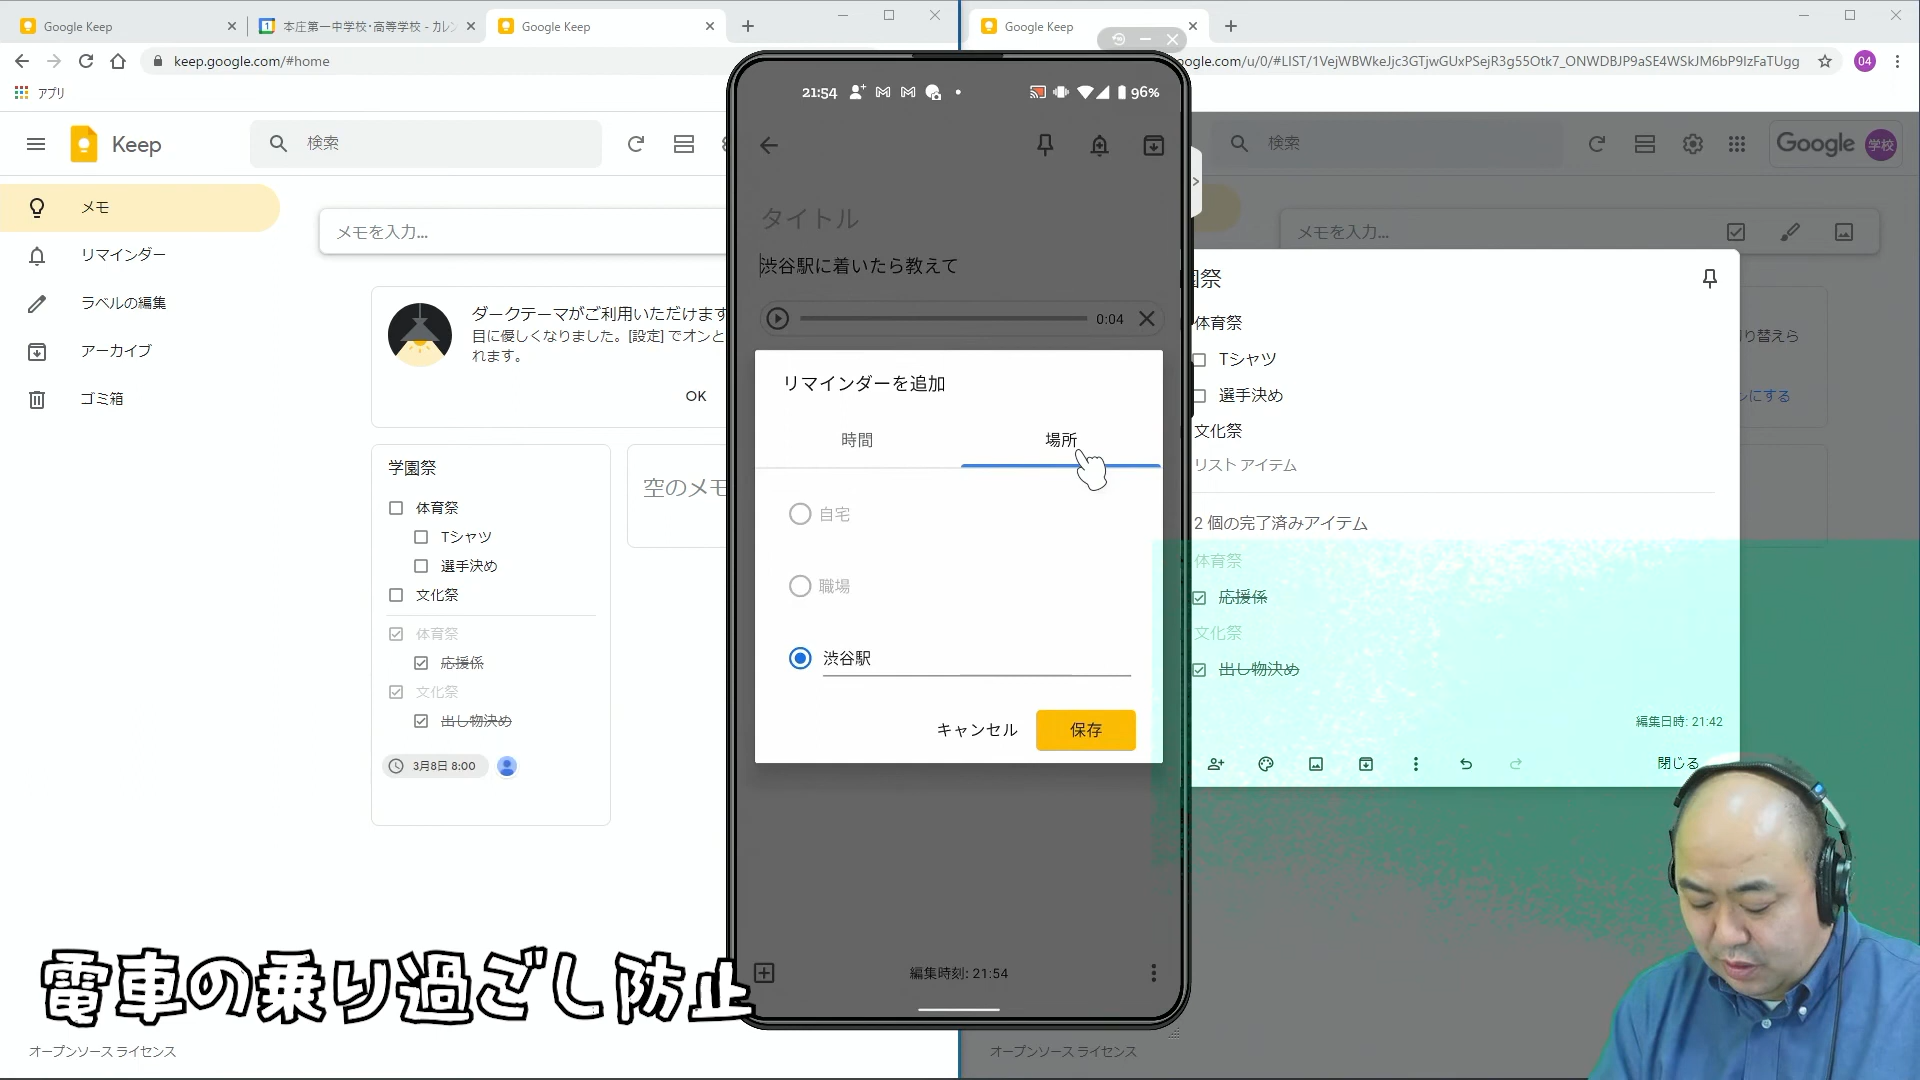 Google Keep
本庄第一中学校・高等学校 - カレン
Google Keep
Google Keep
keep.google.com/#home
ogle.com/u/0/#LIST/1VejWBWkeJjc3GTjwGUxPSejR3g55Otk7_ONWDBJP9aSE4WSkJM6bP9IzFaTUgg
04
アプリ
21:54
96%
Keep
検索
検索
Google
学校
メモ
リマインダー
ラベルの編集
アーカイブ
ゴミ箱
メモを入力...
ダークテーマがご利用いただけます
目に優しくなりました。[設定] でオンと
れます。
OK
学園祭
体育祭
Tシャツ
選手決め
文化祭
体育祭
応援係
文化祭
出し物決め
3月8日 8:00
空のメモ
オープンソース ライセンス
タイトル
渋谷駅に着いたら教えて
0:04
リマインダーを追加
時間
場所
自宅
職場
渋谷駅
キャンセル
保存
編集時刻: 21:54
メモを入力...
園祭
体育祭
Tシャツ
選手決め
文化祭
リスト アイテム
2 個の完了済みアイテム
体育祭
応援係
文化祭
出し物決め
編集日時: 21:42
閉じる
り替えら
ンにする
オープンソース ライセンス
電車の乗り過ごし防止